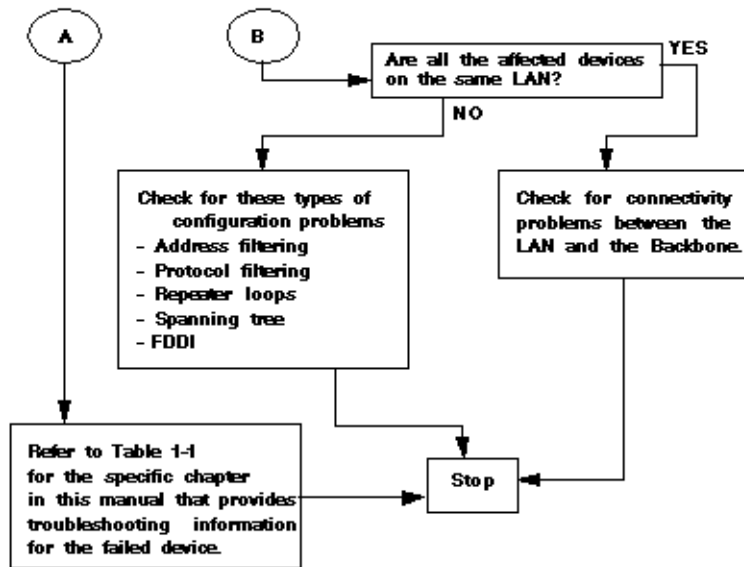 A
B
Are all the affected devices
on the same LAN?
YES
NO
Check for these types of
configuration problems
- Address filtering
- Protocol filtering
- Repeater loops
- Spanning tree
- FDDI
Check for connectivity
problems between the
LAN and the Backbone.
Refer to Table 1-1
for the specific chapter
in this manual that provides
troubleshooting information
for the failed device.
Stop